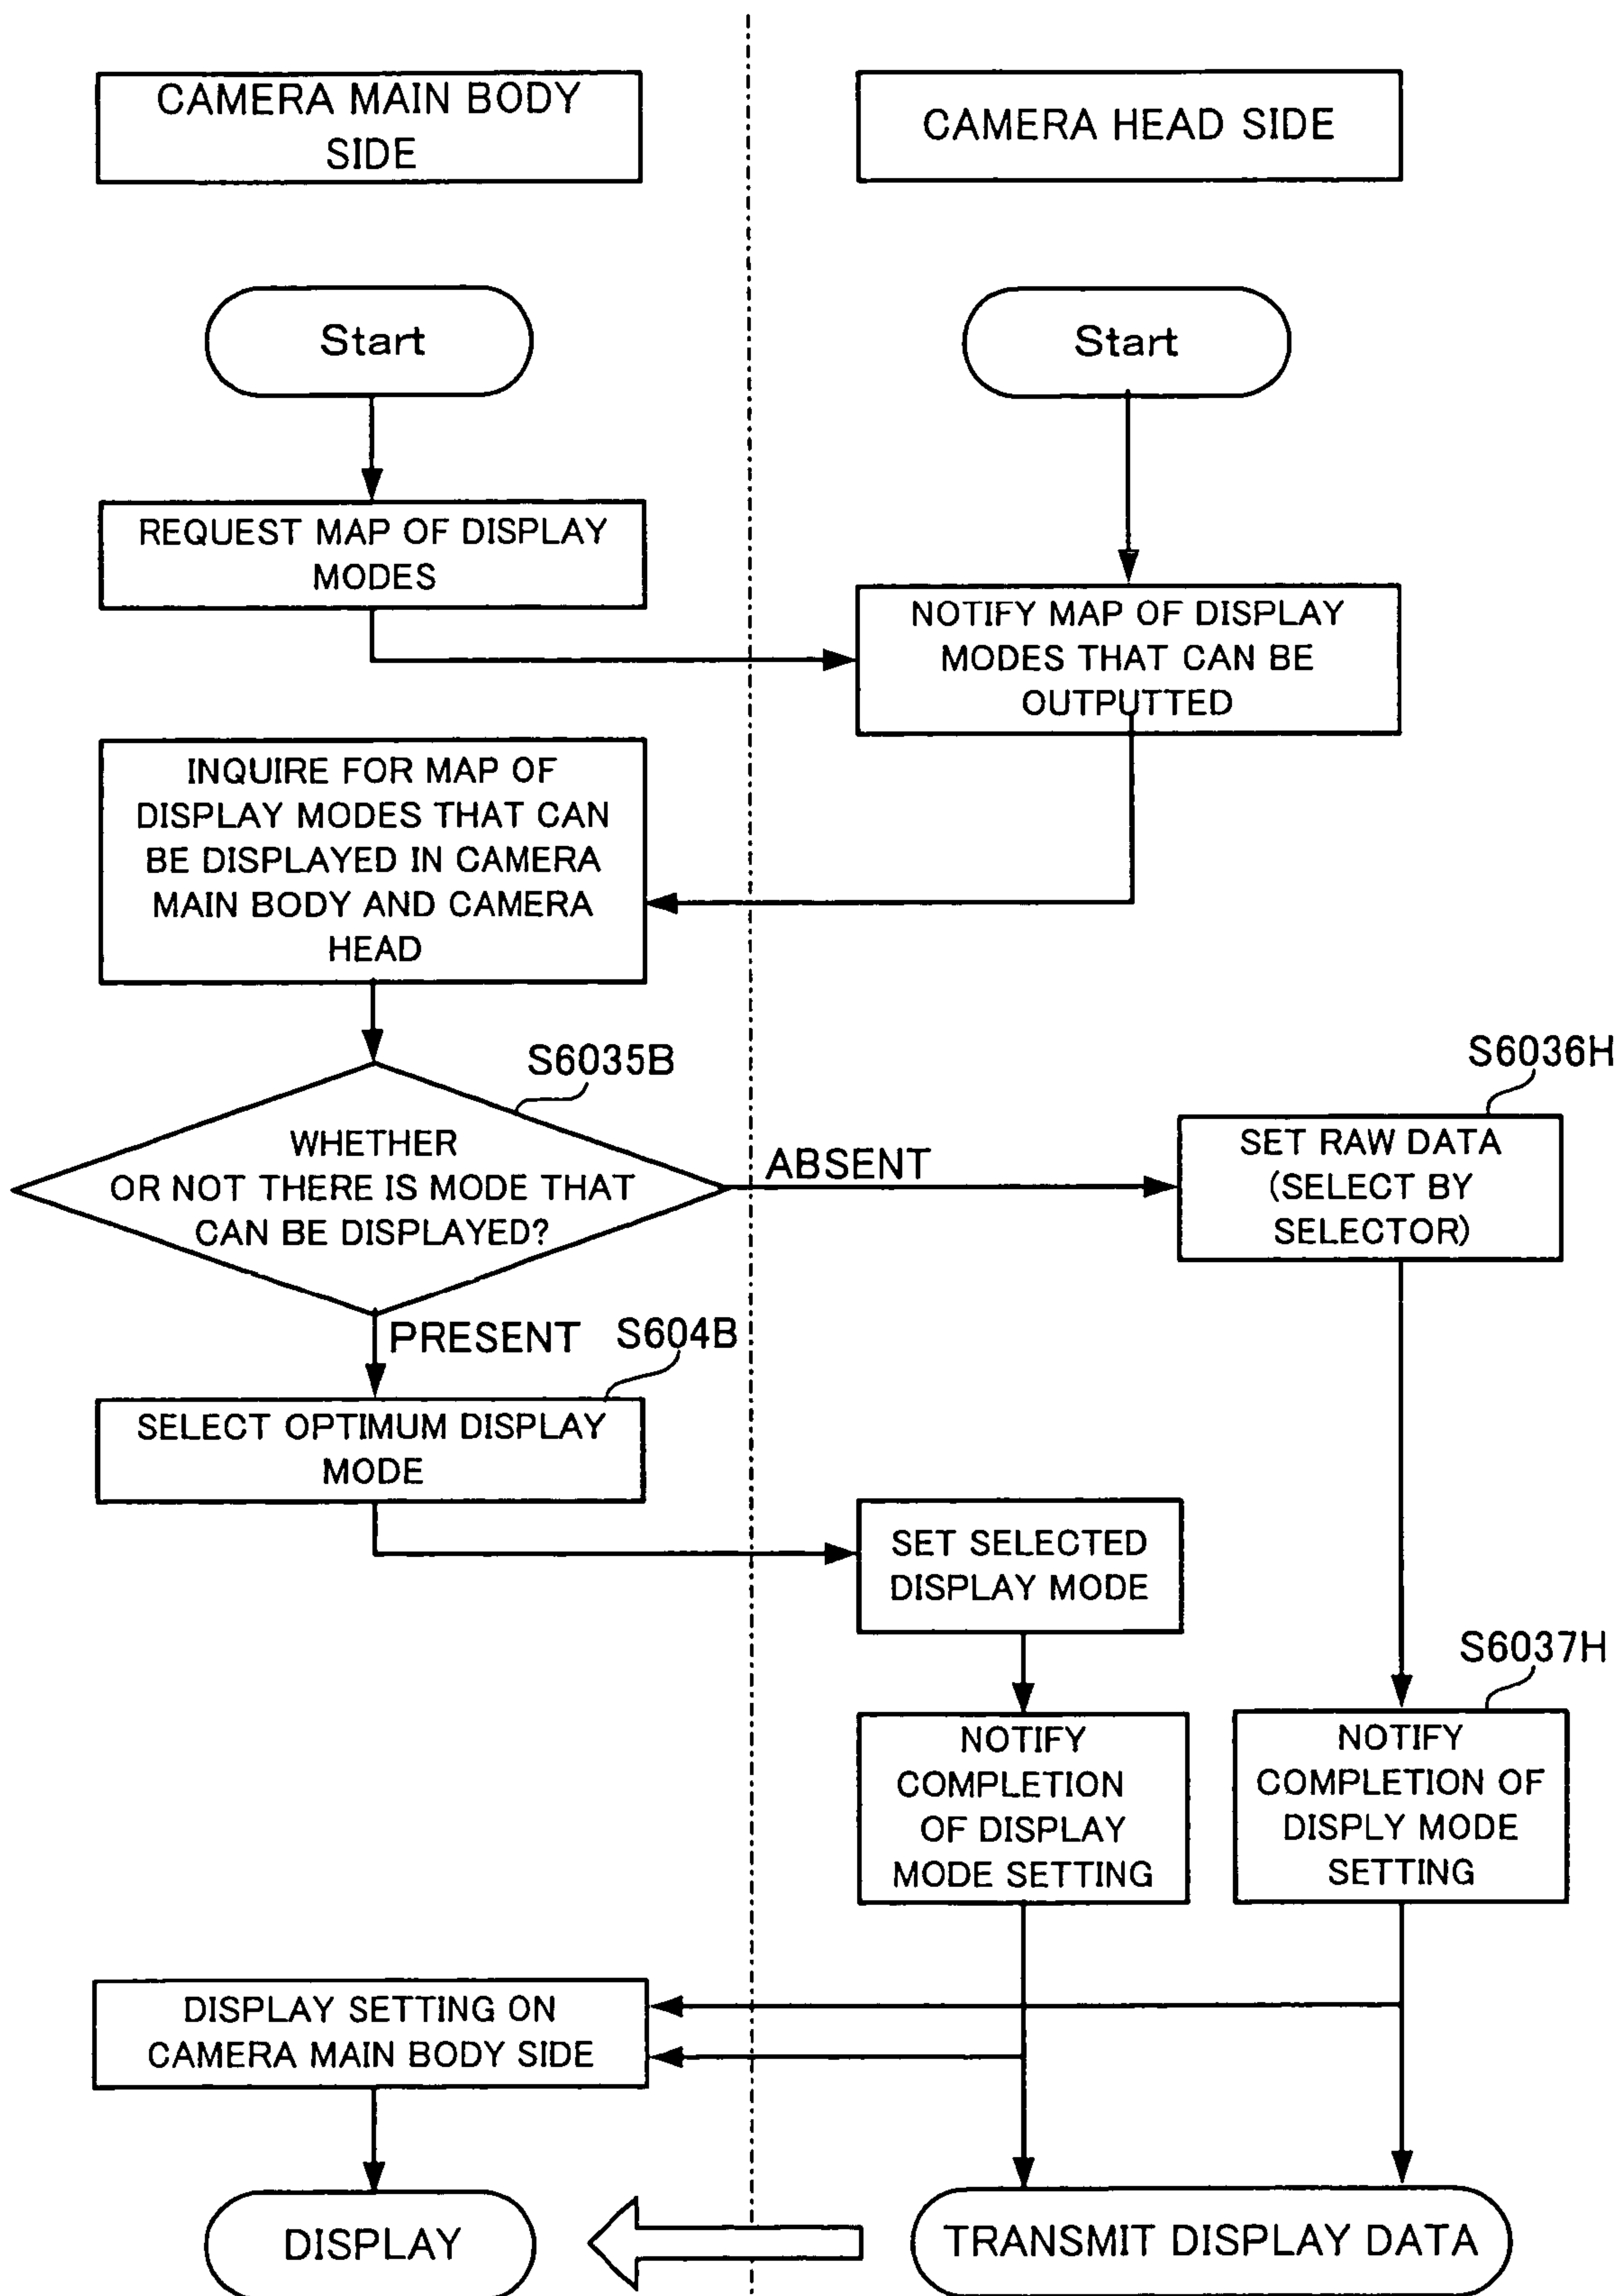 CAMERA MAIN BODY
SIDE
CAMERA HEAD SIDE
Start
Start
REQUEST MAP OF DISPLAY
MODES
NOTIFY MAP OF DISPLAY
MODES THAT CAN BE
OUTPUTTED
INQUIRE FOR MAP OF
DISPLAY MODES THAT CAN
BE DISPLAYED IN CAMERA
MAIN BODY AND CAMERA
HEAD
S6035B
WHETHER
OR NOT THERE IS MODE THAT
CAN BE DISPLAYED?
ABSENT
S6036H
SET RAW DATA
(SELECT BY
SELECTOR)
PRESENT
S604B
SELECT OPTIMUM DISPLAY
MODE
SET SELECTED
DISPLAY MODE
NOTIFY
COMPLETION
OF DISPLAY
MODE SETTING
S6037H
NOTIFY
COMPLETION OF
DISPLY MODE
SETTING
DISPLAY SETTING ON
CAMERA MAIN BODY SIDE
DISPLAY
TRANSMIT DISPLAY DATA